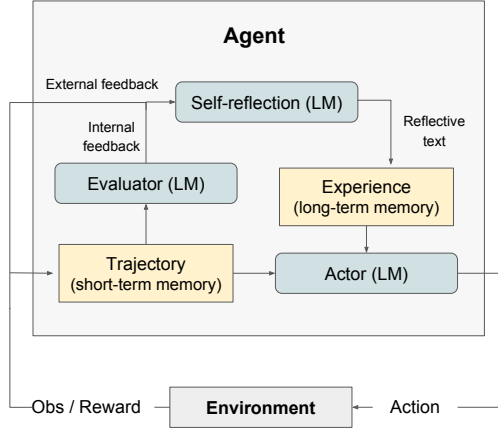 Agent
External feedback
Self-reflection (LM)
Internal
feedback
Reflective
text
Evaluator (LM)
Experience
(long-term memory)
Trajectory
(short-term memory)
Actor (LM)
Obs / Reward
Environment
Action